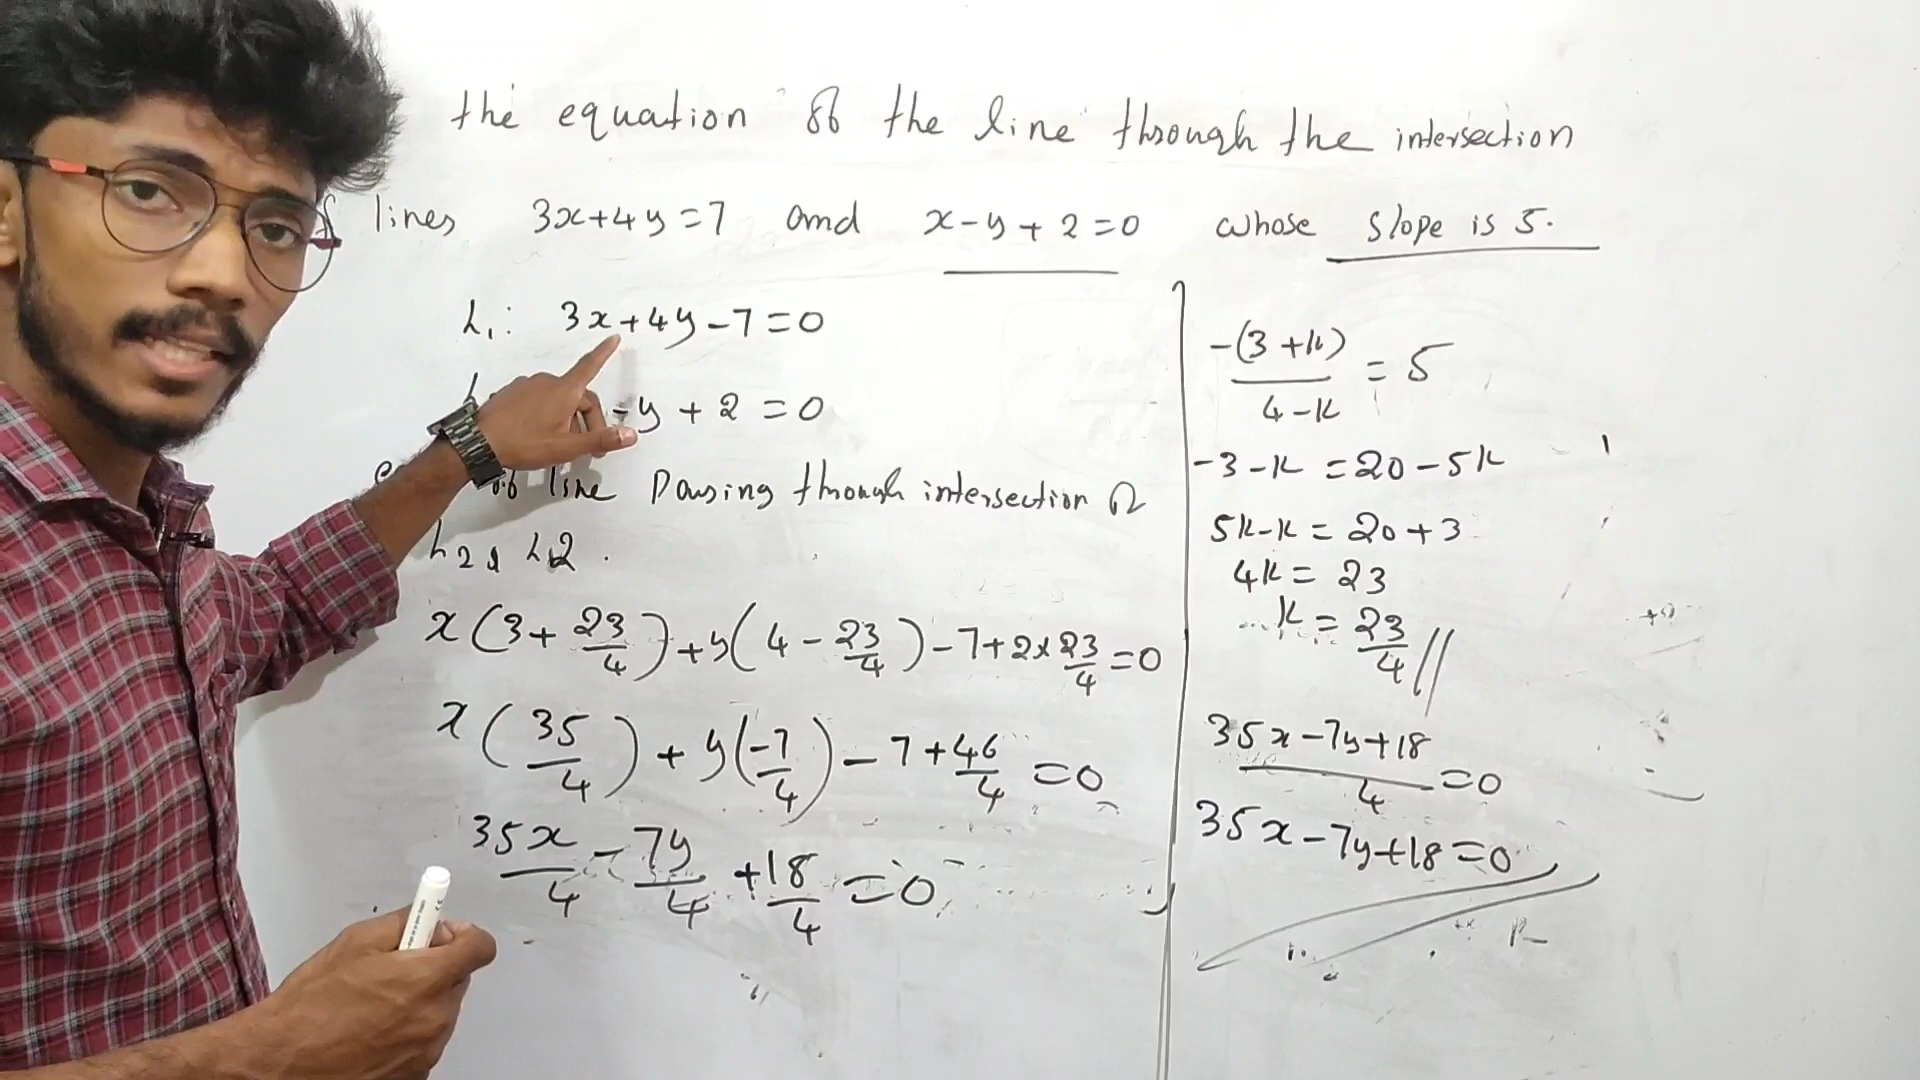 the equation of the line through the intersection
lines 3x+4y=7 and x-y+2=0 whose slope is 5.
L₁: 3x+4y-7=0
-y+2=0
of line Passing through intersection of
L₂, L2.
x(3+23/4)+y(4-23/4)-7+2×23/4=0
x(35/4)+y(-7/4)-7+46/4=0
35x/4-7y/4+18/4=0
-(3+k)/4-k=5
-3-k=20-5k
5k-k=20+3
4k=23
k=23/4//
35x-7y+18/4=0
35x-7y+18=0